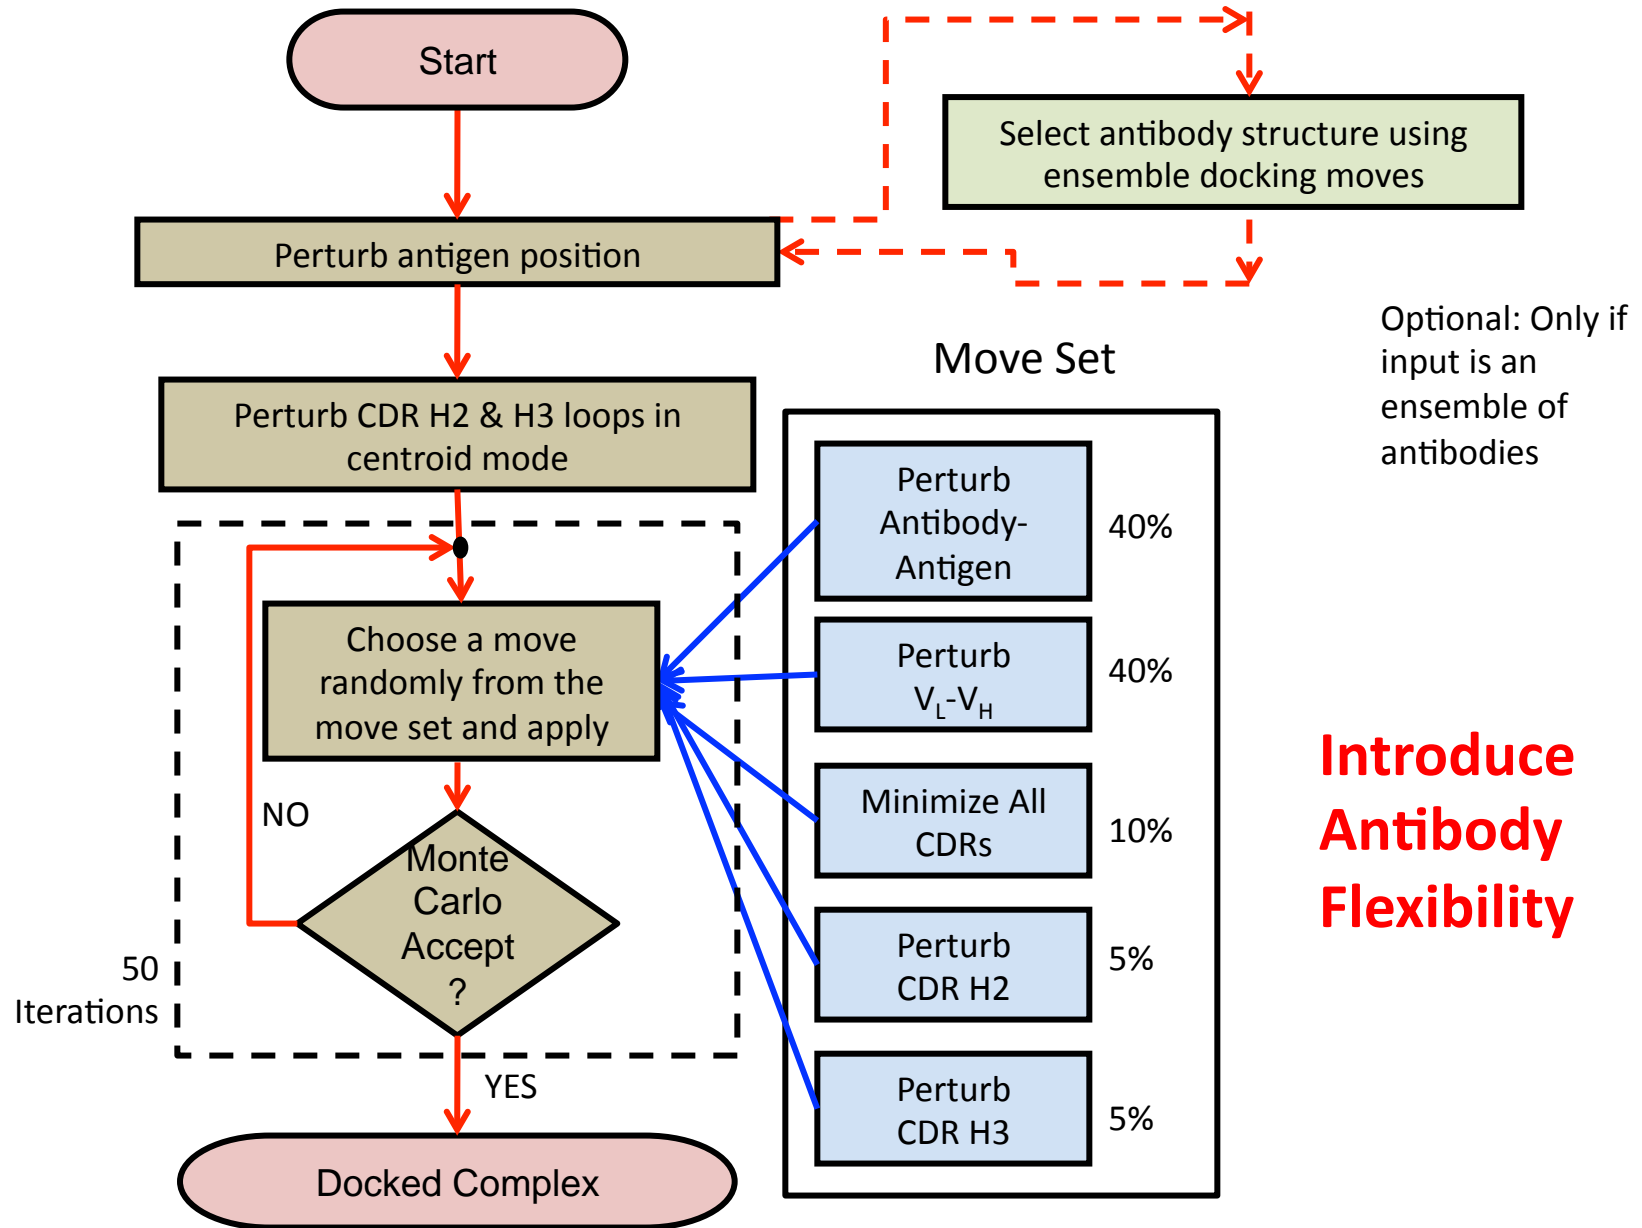 Start
Select antibody structure using
ensemble docking moves
Perturb antigen position
Optional: Only if
input is an
ensemble of
antibodies
Perturb CDR H2 & H3 loops in
centroid mode
Move Set
Perturb
Antibody-
Antigen
40%
Choose a move
randomly from the
move set and apply
Perturb
V_L-V_H
40%
Minimize All
CDRs
10%
Introduce
Antibody
Flexibility
NO
Monte
Carlo
Accept
?
50
Iterations
Perturb
CDR H2
5%
YES
Perturb
CDR H3
5%
Docked Complex